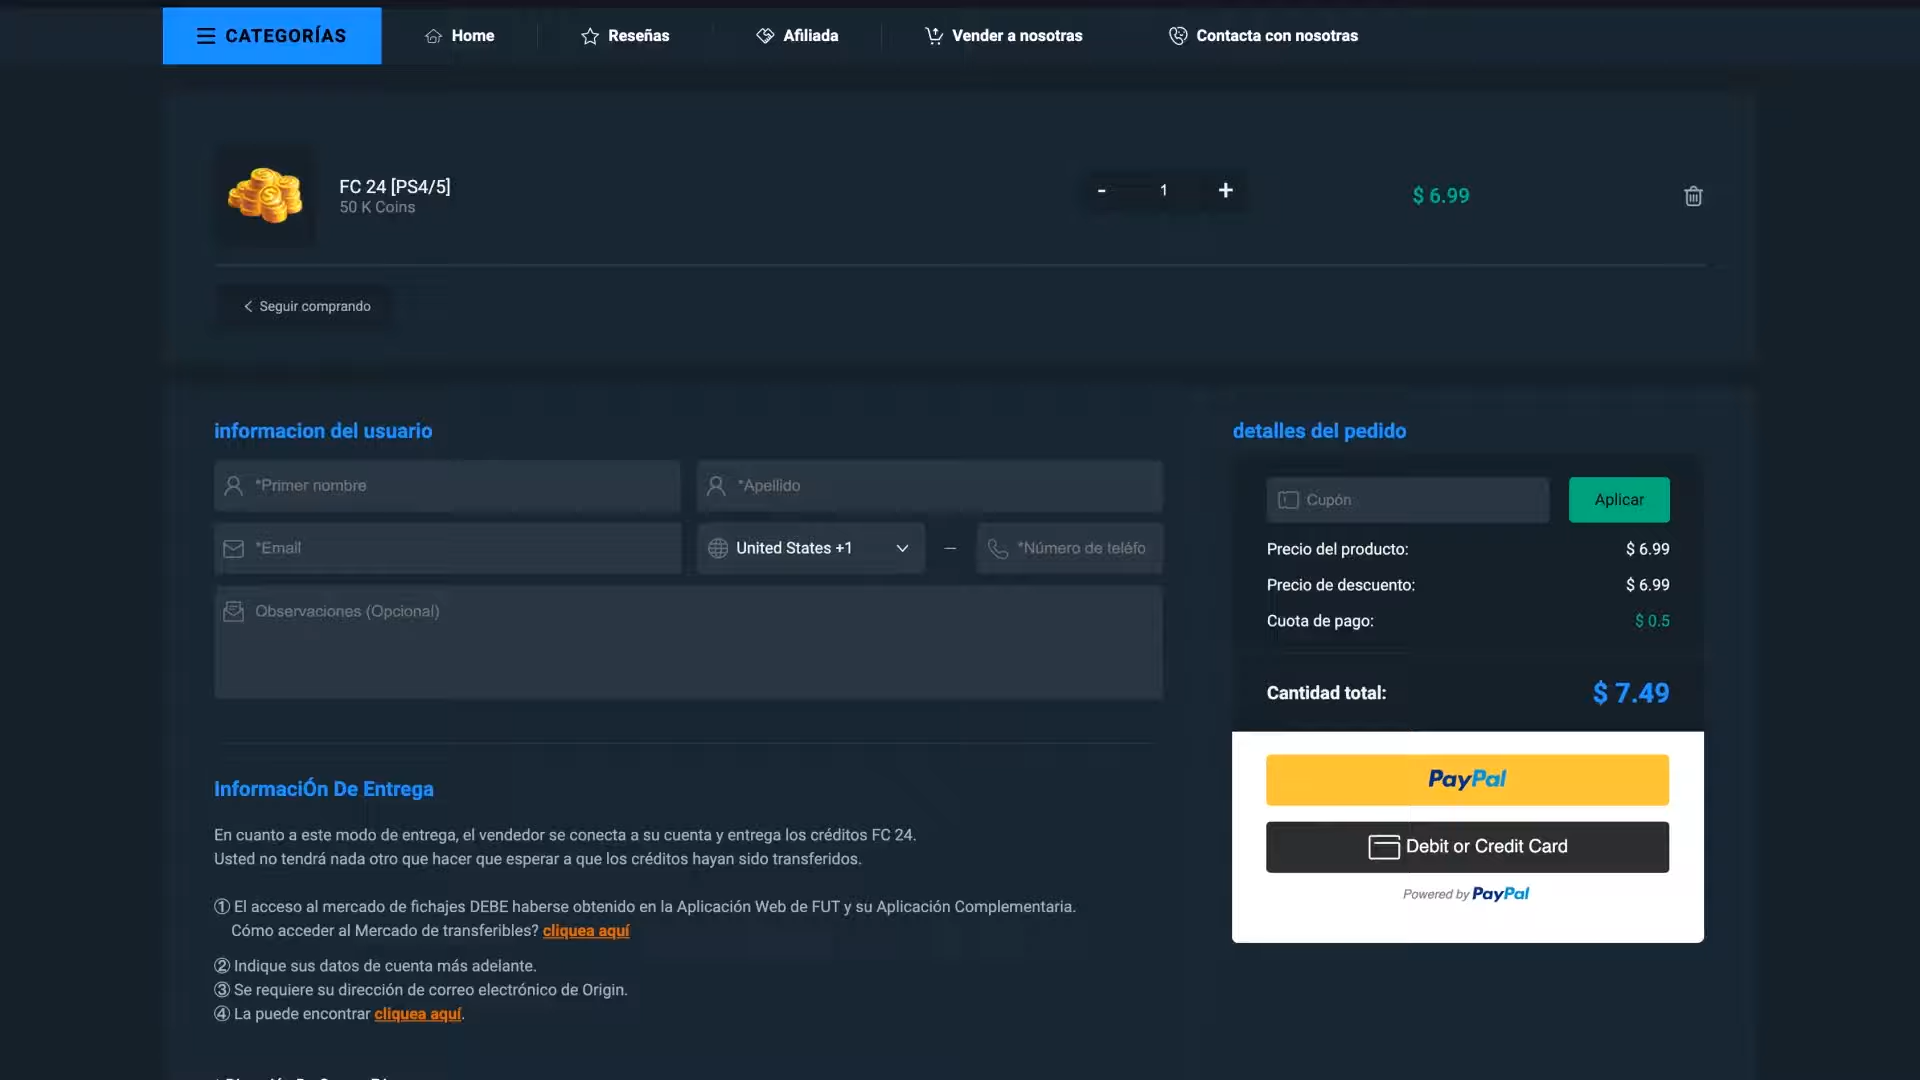 CATEGORÍAS
Home
Reseñas
Afiliada
Vender a nosotras
Contacta con nosotras
FC 24 [PS4/5]
50 K Coins
- 1 +
$ 6.99
Seguir comprando
informacion del usuario
*Primer nombre
*Apellido
*Email
United States +1
—
*Número de teléfo
Observaciones (Opcional)
detalles del pedido
Cupón
Aplicar
Precio del producto: $ 6.99
Precio de descuento: $ 6.99
Cuota de pago: $ 0.5
Cantidad total: $ 7.49
PayPal
Debit or Credit Card
Powered by PayPal
InformaciÓn De Entrega
En cuanto a este modo de entrega, el vendedor se conecta a su cuenta y entrega los créditos FC 24.
Usted no tendrá nada otro que hacer que esperar a que los créditos hayan sido transferidos.
① El acceso al mercado de fichajes DEBE haberse obtenido en la Aplicación Web de FUT y su Aplicación Complementaria.
Cómo acceder al Mercado de transferibles? cliquea aquí
② Indique sus datos de cuenta más adelante.
③ Se requiere su dirección de correo electrónico de Origin.
④ La puede encontrar cliquea aquí.